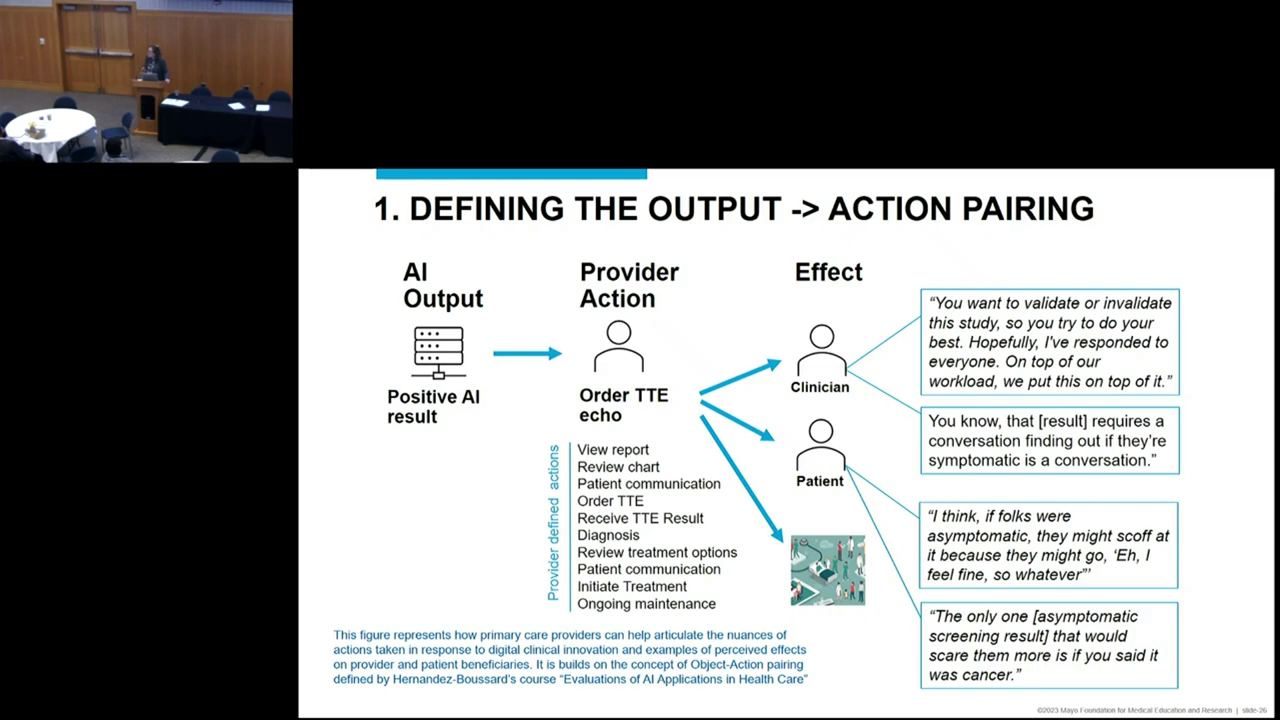 1. DEFINING THE OUTPUT -> ACTION PAIRING
AI
Output
Positive AI
result
Provider
Action
Order TTE
echo
Provider defined actions
View report
Review chart
Patient communication
Order TTE
Receive TTE Result
Diagnosis
Review treatment options
Patient communication
Initiate Treatment
Ongoing maintenance
Effect
Clinician
Patient
“You want to validate or invalidate
this study, so you try to do your
best. Hopefully, I've responded to
everyone. On top of our
workload, we put this on top of it.”
You know, that [result] requires a
conversation finding out if they’re
symptomatic is a conversation.”
“I think, if folks were
asymptomatic, they might scoff at
it because they might go, ‘Eh, I
feel fine, so whatever”’
“The only one [asymptomatic
screening result] that would
scare them more is if you said it
was cancer.”
This figure represents how primary care providers can help articulate the nuances of
actions taken in response to digital clinical innovation and examples of perceived effects
on provider and patient beneficiaries. It is builds on the concept of Object-Action pairing
defined by Hernandez-Boussard’s course “Evaluations of AI Applications in Health Care”
©2023 Mayo Foundation for Medical Education and Research | slide-26